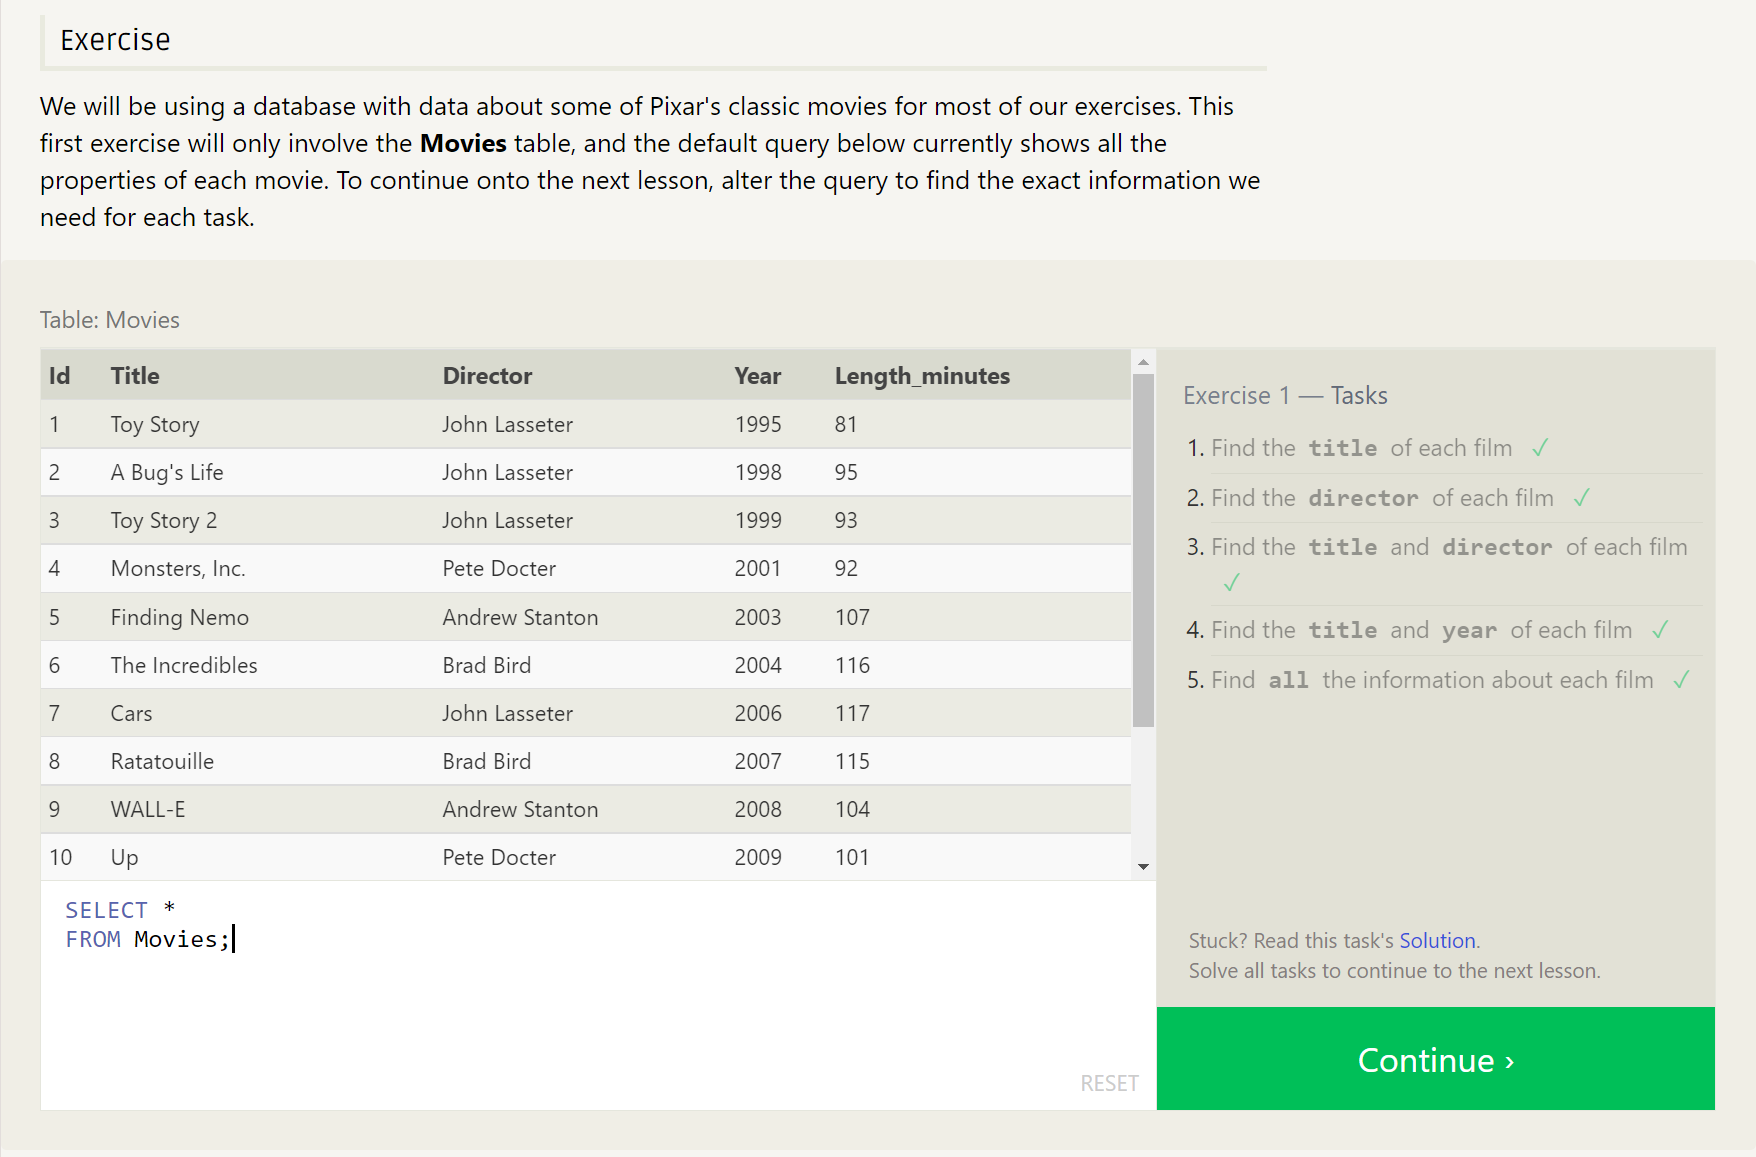 Exercise
We will be using a database with data about some of Pixar's classic movies for most of our exercises. This
first exercise will only involve the Movies table, and the default query below currently shows all the
properties of each movie. To continue onto the next lesson, alter the query to find the exact information we
need for each task.
Table: Movies
Id Title Director Year Length_minutes
1 Toy Story John Lasseter 1995 81
2 A Bug's Life John Lasseter 1998 95
3 Toy Story 2 John Lasseter 1999 93
4 Monsters, Inc. Pete Docter 2001 92
5 Finding Nemo Andrew Stanton 2003 107
6 The Incredibles Brad Bird 2004 116
7 Cars John Lasseter 2006 117
8 Ratatouille Brad Bird 2007 115
9 WALL-E Andrew Stanton 2008 104
10 Up Pete Docter 2009 101
SELECT *
FROM Movies;
RESET
Exercise 1 — Tasks
1. Find the title of each film ✓
2. Find the director of each film ✓
3. Find the title and director of each film
✓
4. Find the title and year of each film ✓
5. Find all the information about each film ✓
Stuck? Read this task's Solution.
Solve all tasks to continue to the next lesson.
Continue ›